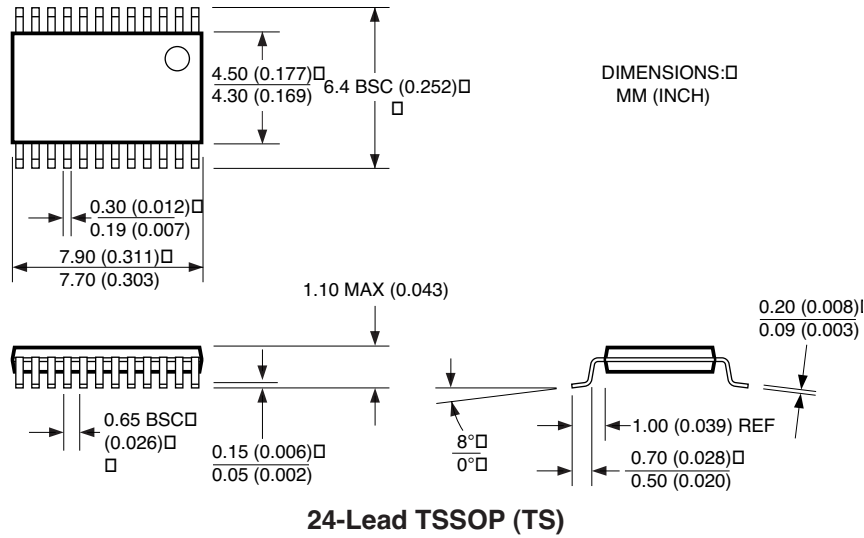 4.50 (0.177)□
4.30 (0.169)
6.4 BSC (0.252)□
□
DIMENSIONS:□
MM (INCH)
0.30 (0.012)□
0.19 (0.007)
7.90 (0.311)□
7.70 (0.303)
1.10 MAX (0.043)
0.20 (0.008)□
0.09 (0.003)
0.65 BSC□
(0.026)□
□
0.15 (0.006)□
0.05 (0.002)
8°□
0°□
1.00 (0.039) REF
0.70 (0.028)□
0.50 (0.020)
24-Lead TSSOP (TS)